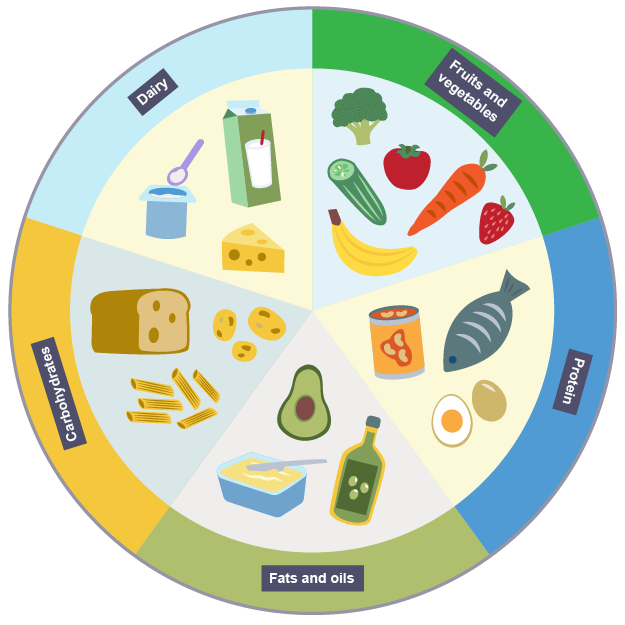 Dairy
Fruits and
vegetables
Carbohydrates
Protein
Fats and oils